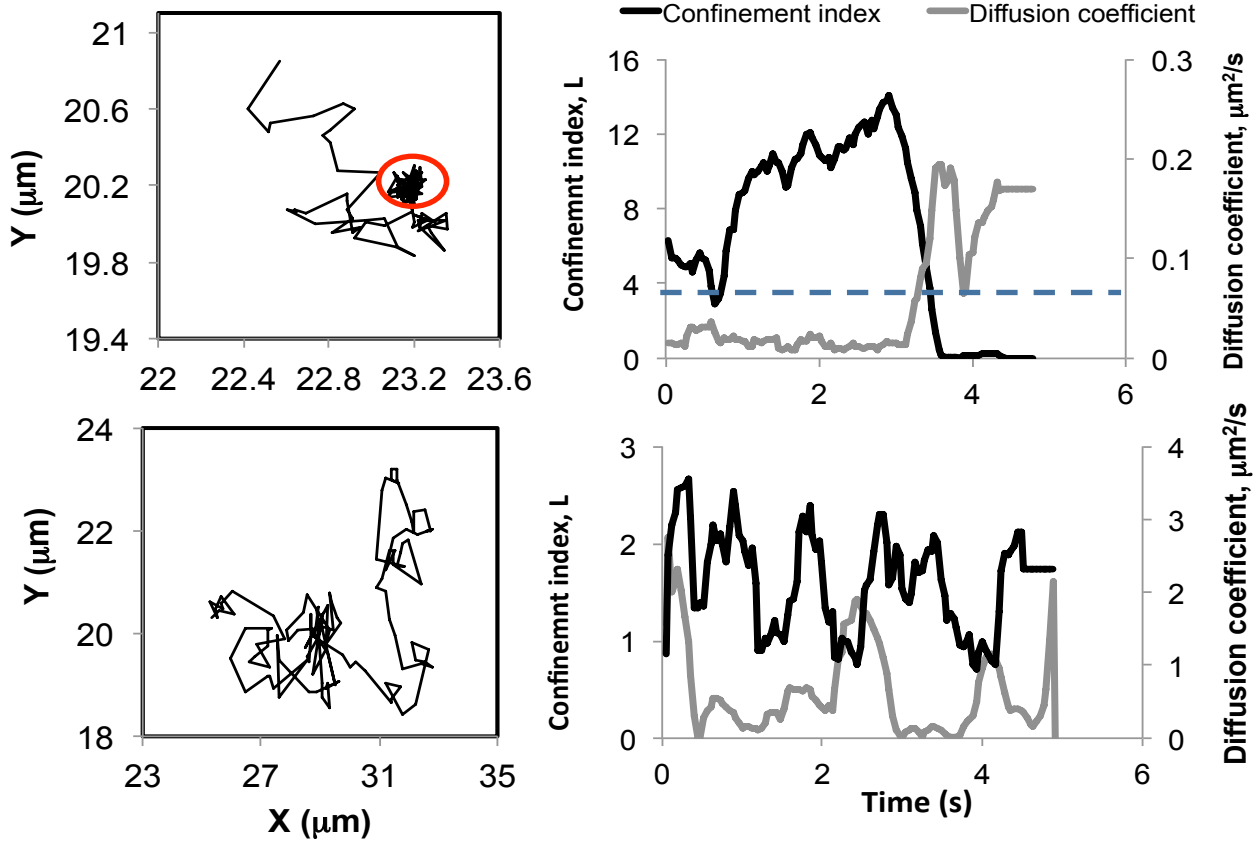 Confinement index Diffusion coefficient
21
20.6
20.2
19.8
19.4
Y (μm)
22 22.4 22.8 23.2 23.6
16
12
8
4
0
Confinemnt index, L
0.3
0.2
0.1
0
Diffusion coefficient, μm²/s
0 2 4 6
24
22
20
18
Y (μm)
23 27 31 35
X (μm)
3
2
1
0
Confinemnt index, L
4
3
2
1
0
Diffusion coefficient, μm²/s
0 2 4 6
Time (s)